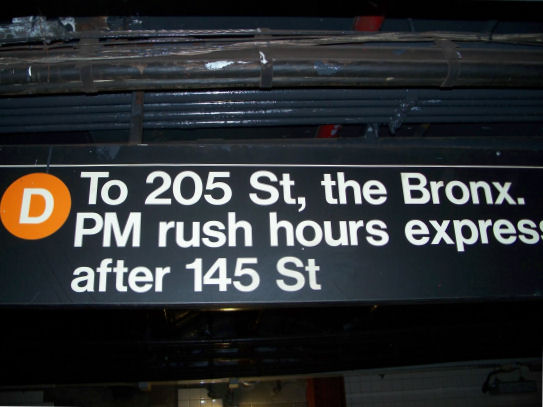 D To 205 St, the Bronx.
PM rush hours express
after 145 St